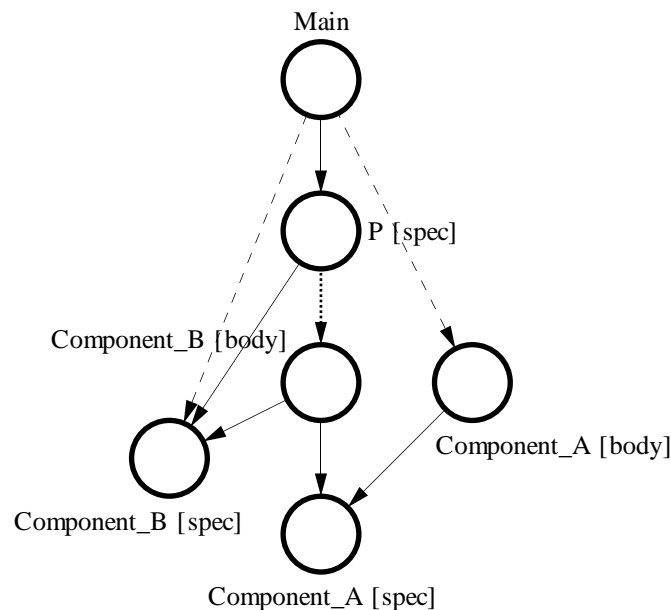 Main
P [spec]
Component_B [body]
Component_A [body]
Component_B [spec]
Component_A [spec]